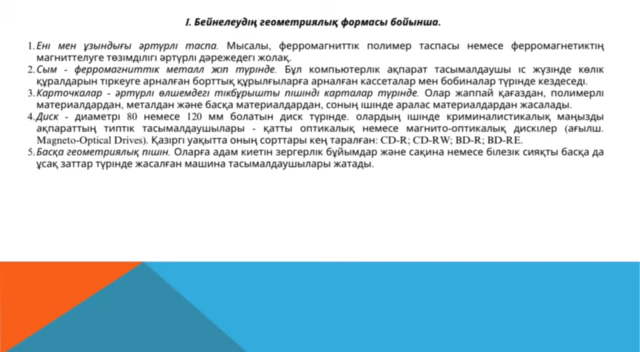 І. Бейнелеудің геометриялық формасы бойынша.
1. Ені мен ұзындығы әртүрлі таспа. Мысалы, ферромагниттік полимер таспасы немесе ферромагнетиктің
магниттелуге төзімділігі әртүрлі дәрежедегі жолақ.
2. Сым - ферромагниттік металл жіп түрінде. Бұл компьютерлік ақпарат тасымалдаушы іс жүзінде көлік
құралдарын тіркеуге арналған борттық құрылғыларға арналған кассеталар мен бобиналар түрінде кездеседі.
3. Карточкалар - әртүрлі өлшемдегі тікбұрышты пішінді карталар түрінде. Олар жаппай қағаздан, полимерлі
материалдардан, металдан және басқа материалдардан, соның ішінде аралас материалдардан жасалады.
4. Диск - диаметрі 80 немесе 120 мм болатын диск түрінде. олардың ішінде криминалистикалық маңызды
ақпараттың типтік тасымалдаушылары - қатты оптикалық немесе магнито-оптикалық дискілер (ағылш.
Magneto-Optical Drives). Қазіргі уақытта оның сорттары кең таралған: CD-R; CD-RW; BD-R; BD-RE.
5. Басқа геометриялық пішін. Оларға адам киетін зергерлік бұйымдар және сақина немесе білезік сияқты басқа да
ұсақ заттар түрінде жасалған машина тасымалдаушылары жатады.